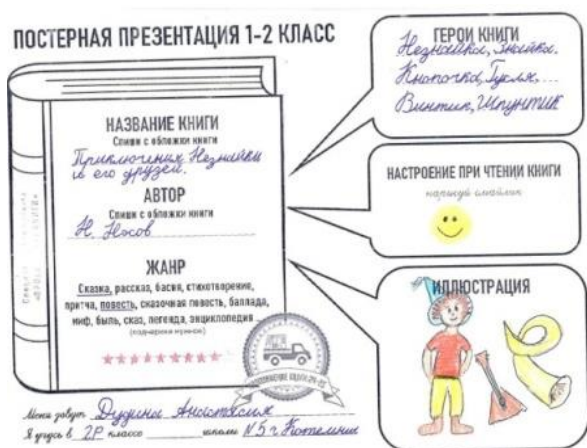 ПОСТЕРНАЯ ПРЕЗЕНТАЦИЯ 1-2 КЛАСС
НАЗВАНИЕ КНИГИ
Спиши с обложки книги
Приключения Незнайки
и его друзей.
АВТОР
Спиши с обложки книги
Н. Носов
ЖАНР
Сказка, рассказ, басня, стихотворение,
притча, повесть, сказочная повесть, баллада,
миф, быль, сказ, легенда, энциклопедия
(подчеркни нужное)
ГЕРОИ КНИГИ
Незнайка, Знайка.
Кнопочка, Гусля, ...
Винтик, Шпунтик
НАСТРОЕНИЕ ПРИ ЧТЕНИИ КНИГИ
нарисуй смайлик
ИЛЛЮСТРАЦИЯ
Меня зовут Дудина Анастасия
Я учусь в 2Р классе школы №5 г. Котельники